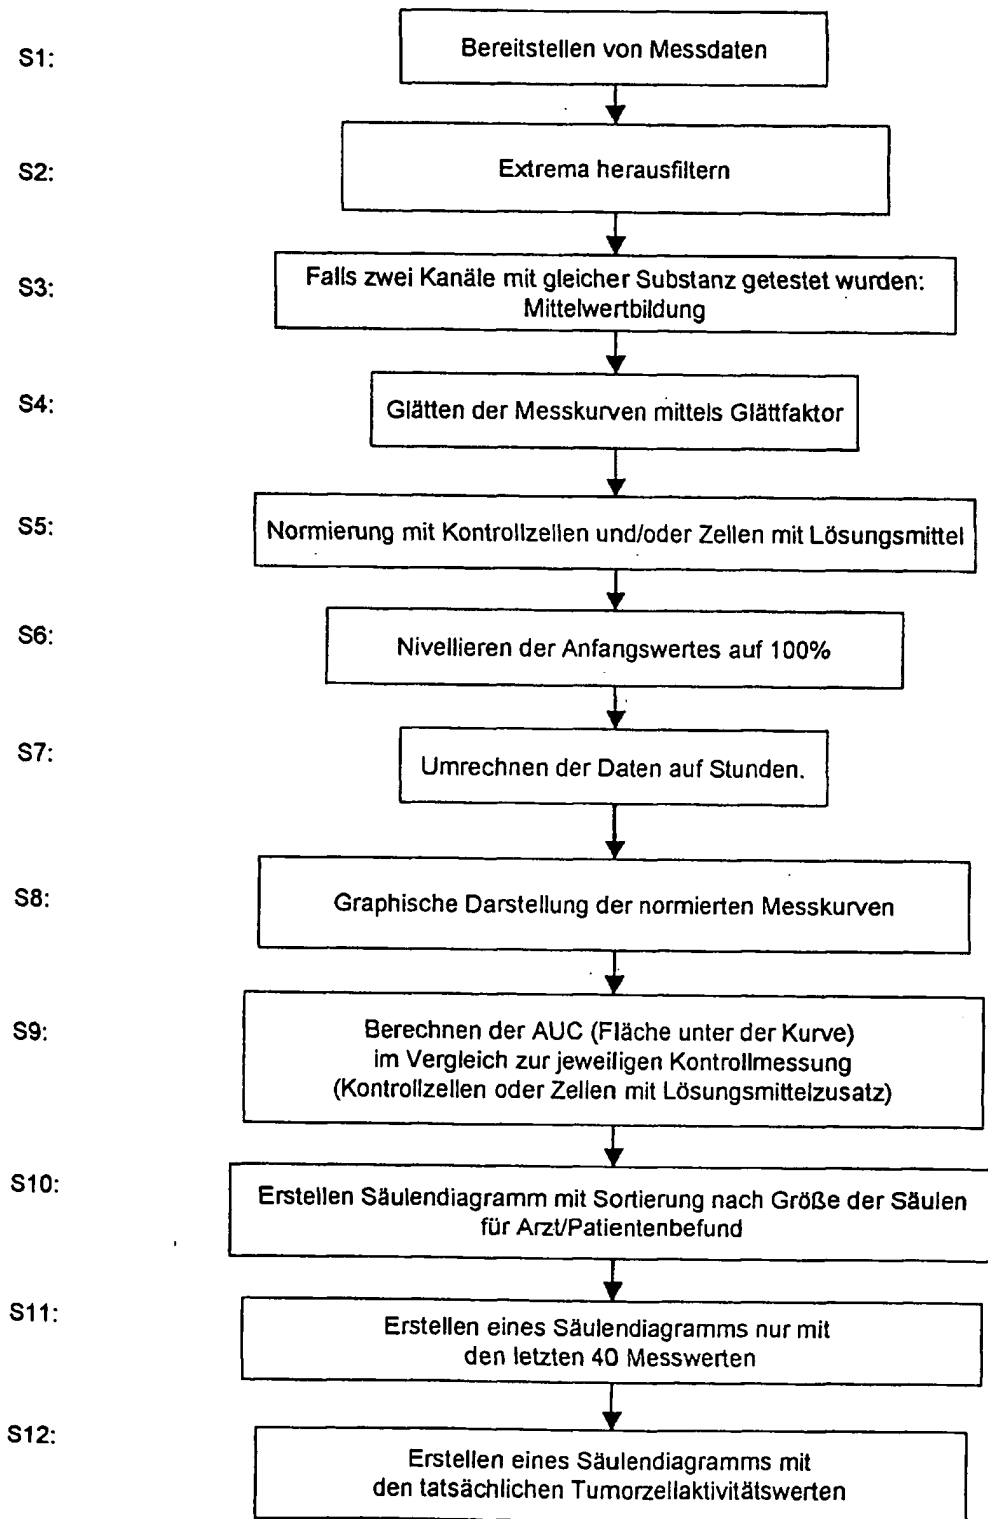 S1:
Bereitstellen von Messdaten
S2:
Extrema herausfiltern
S3:
Falls zwei Kanäle mit gleicher Substanz getestet wurden:
Mittelwertbildung
S4:
Glätten der Messkurven mittels Glättfaktor
S5:
Normierung mit Kontrollzellen und/oder Zellen mit Lösungsmittel
S6:
Nivellieren der Anfangswertes auf 100%
S7:
Umrechnen der Daten auf Stunden.
S8:
Graphische Darstellung der normierten Messkurven
S9:
Berechnen der AUC (Fläche unter der Kurve)
im Vergleich zur jeweiligen Kontrollmessung
(Kontrollzellen oder Zellen mit Lösungsmittelzusatz)
S10:
Erstellen Säulendiagramm mit Sortierung nach Größe der Säulen
für Arzt/Patientenbefund
S11:
Erstellen eines Säulendiagramms nur mit
den letzten 40 Messwerten
S12:
Erstellen eines Säulendiagramms mit
den tatsächlichen Tumorzellaktivitätswerten